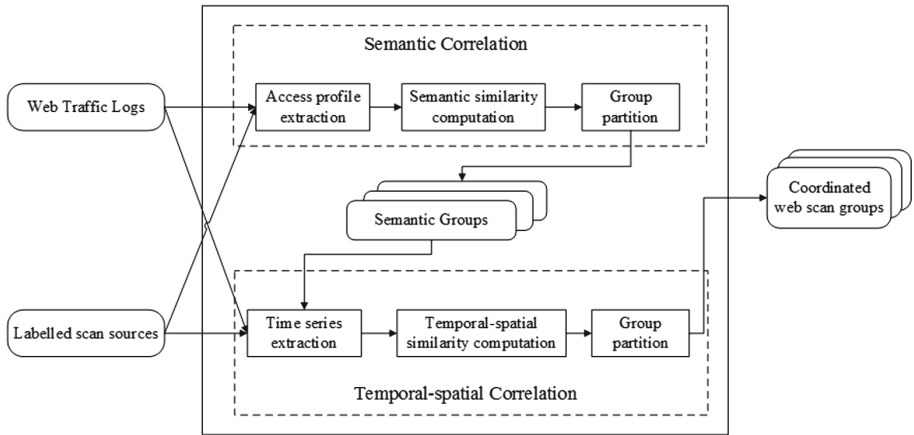 Semantic Correlation
Web Traffic Logs
Access profile
extraction
Semantic similarity
computation
Group
partition
Semantic Groups
Coordinated
web scan groups
Labelled scan sources
Time series
extraction
Temporal-spatial
similarity computation
Group
partition
Temporal-spatial Correlation